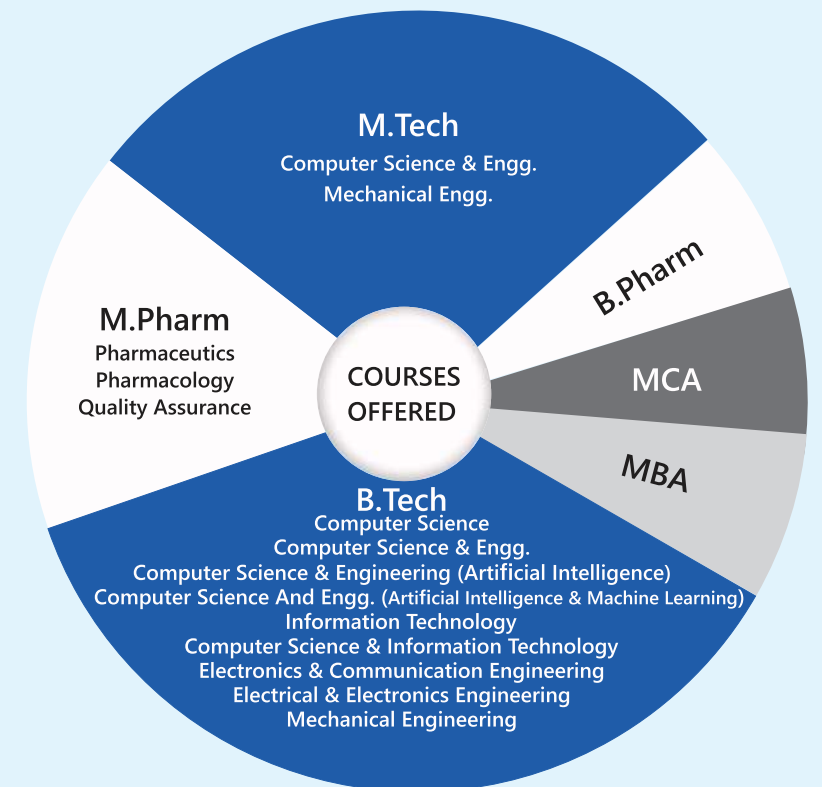 M.Tech
Computer Science & Engg.
Mechanical Engg.
B.Pharm
MCA
MBA
M.Pharm
Pharmaceutics
Pharmacology
Quality Assurance
COURSES
OFFERED
B.Tech
Computer Science
Computer Science & Engg.
Computer Science & Engineering (Artificial Intelligence)
Computer Science And Engg. (Artificial Intelligence & Machine Learning)
Information Technology
Computer Science & Information Technology
Electronics & Communication Engineering
Electrical & Electronics Engineering
Mechanical Engineering